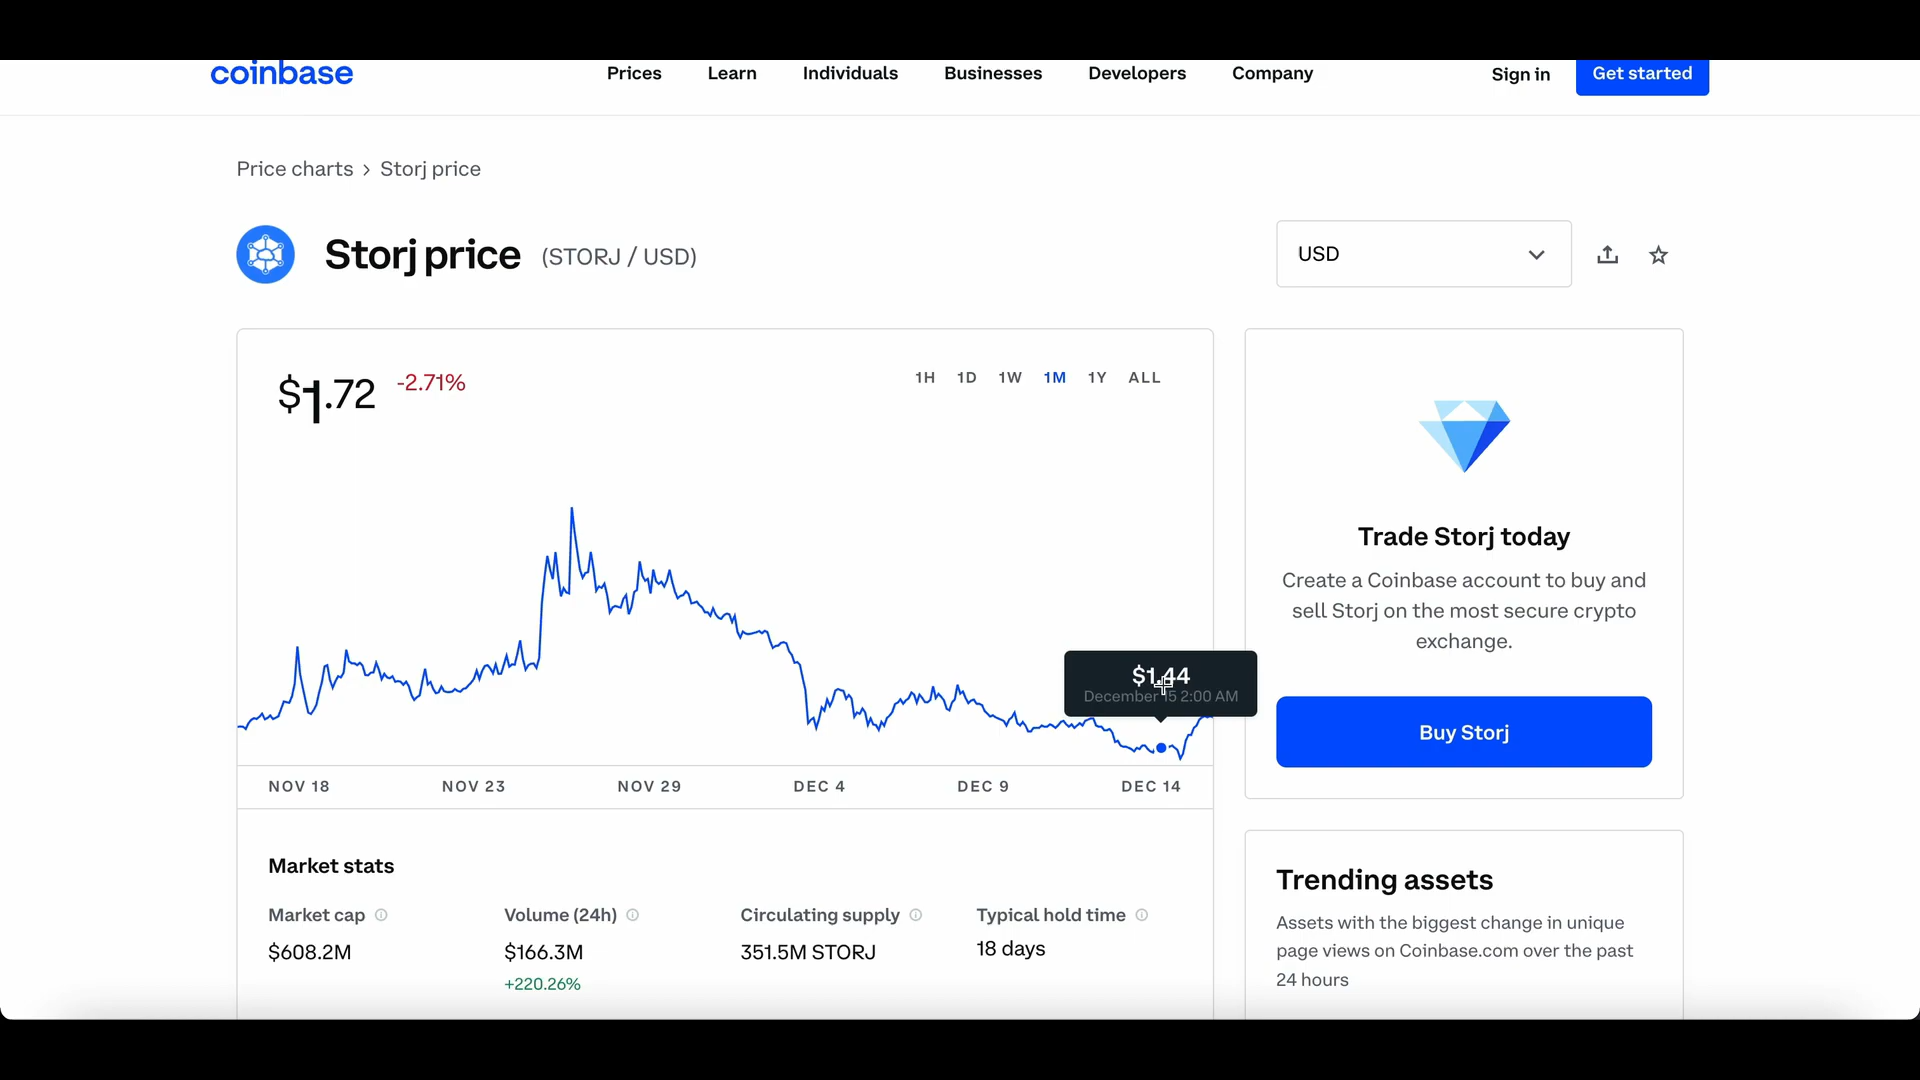 coinbase
Prices
Learn
Individuals
Businesses
Developers
Company
Sign in
Get started
Price charts › Storj price
Storj price (STORJ / USD)
USD
$1.72 -2.71%
1H 1D 1W 1M 1Y ALL
$1.44
December 15 2:00 AM
NOV 18
NOV 23
NOV 29
DEC 4
DEC 9
DEC 14
Market stats
Market cap
$608.2M
Volume (24h)
$166.3M
+220.26%
Circulating supply
351.5M STORJ
Typical hold time
18 days
Trade Storj today
Create a Coinbase account to buy and
sell Storj on the most secure crypto
exchange.
Buy Storj
Trending assets
Assets with the biggest change in unique
page views on Coinbase.com over the past
24 hours